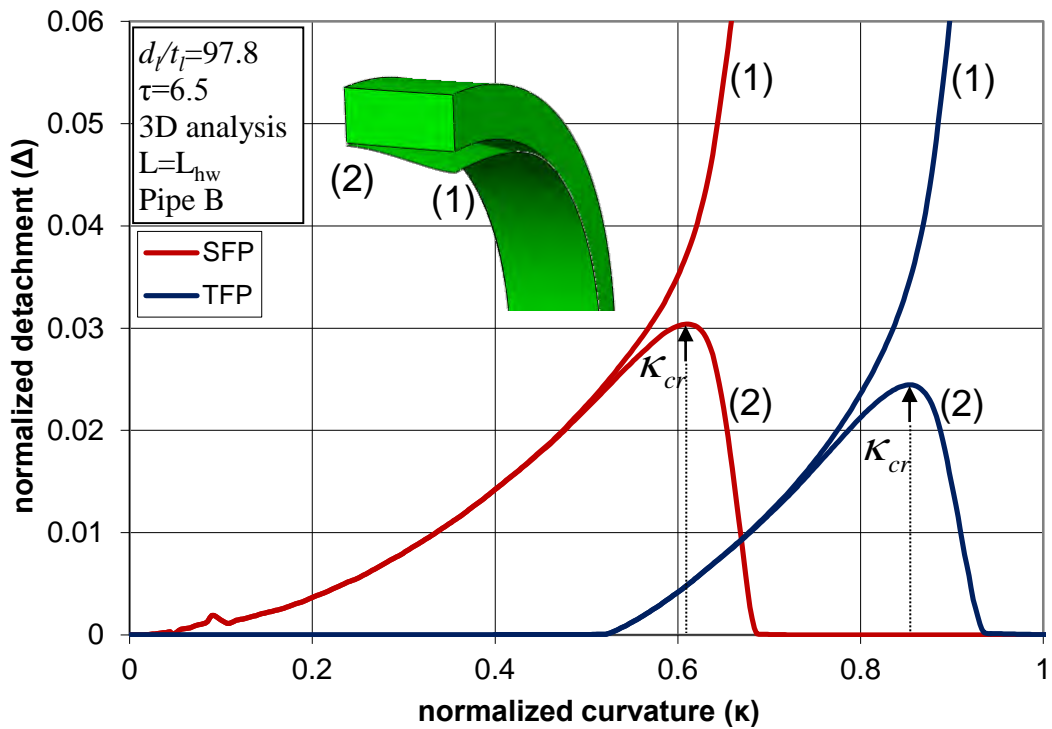 normalized detachment (Δ)
0.06
0.05
0.04
0.03
0.02
0.01
0
d_l/t_l=97.8
τ=6.5
3D analysis
L=L_hw
Pipe B
SFP
TFP
(2)
(1)
(1)
(1)
κ_cr
(2)
κ_cr
(2)
0
0.2
0.4
0.6
0.8
1
normalized curvature (κ)